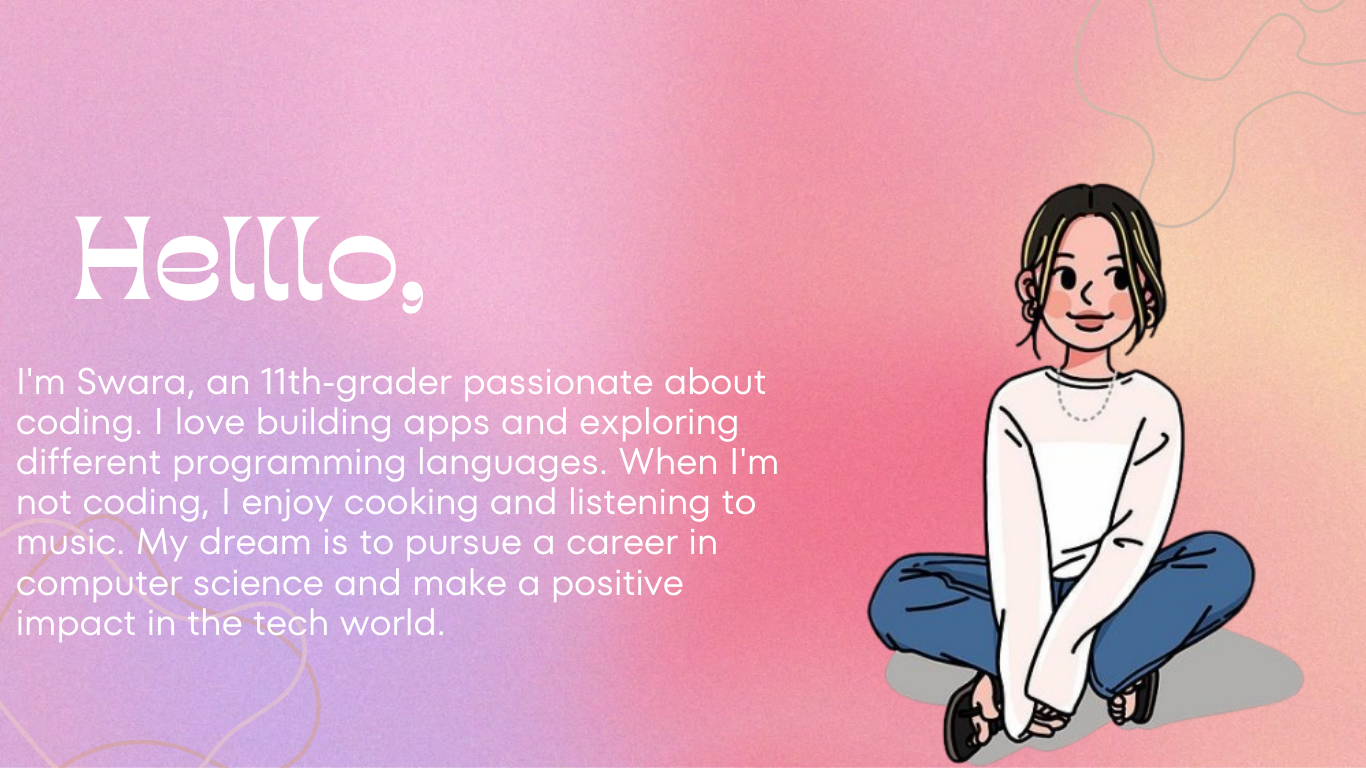 Helllo,
I'm Swara, an 11th-grader passionate about
coding. I love building apps and exploring
different programming languages. When I'm
not coding, I enjoy cooking and listening to
music. My dream is to pursue a career in
computer science and make a positive
impact in the tech world.